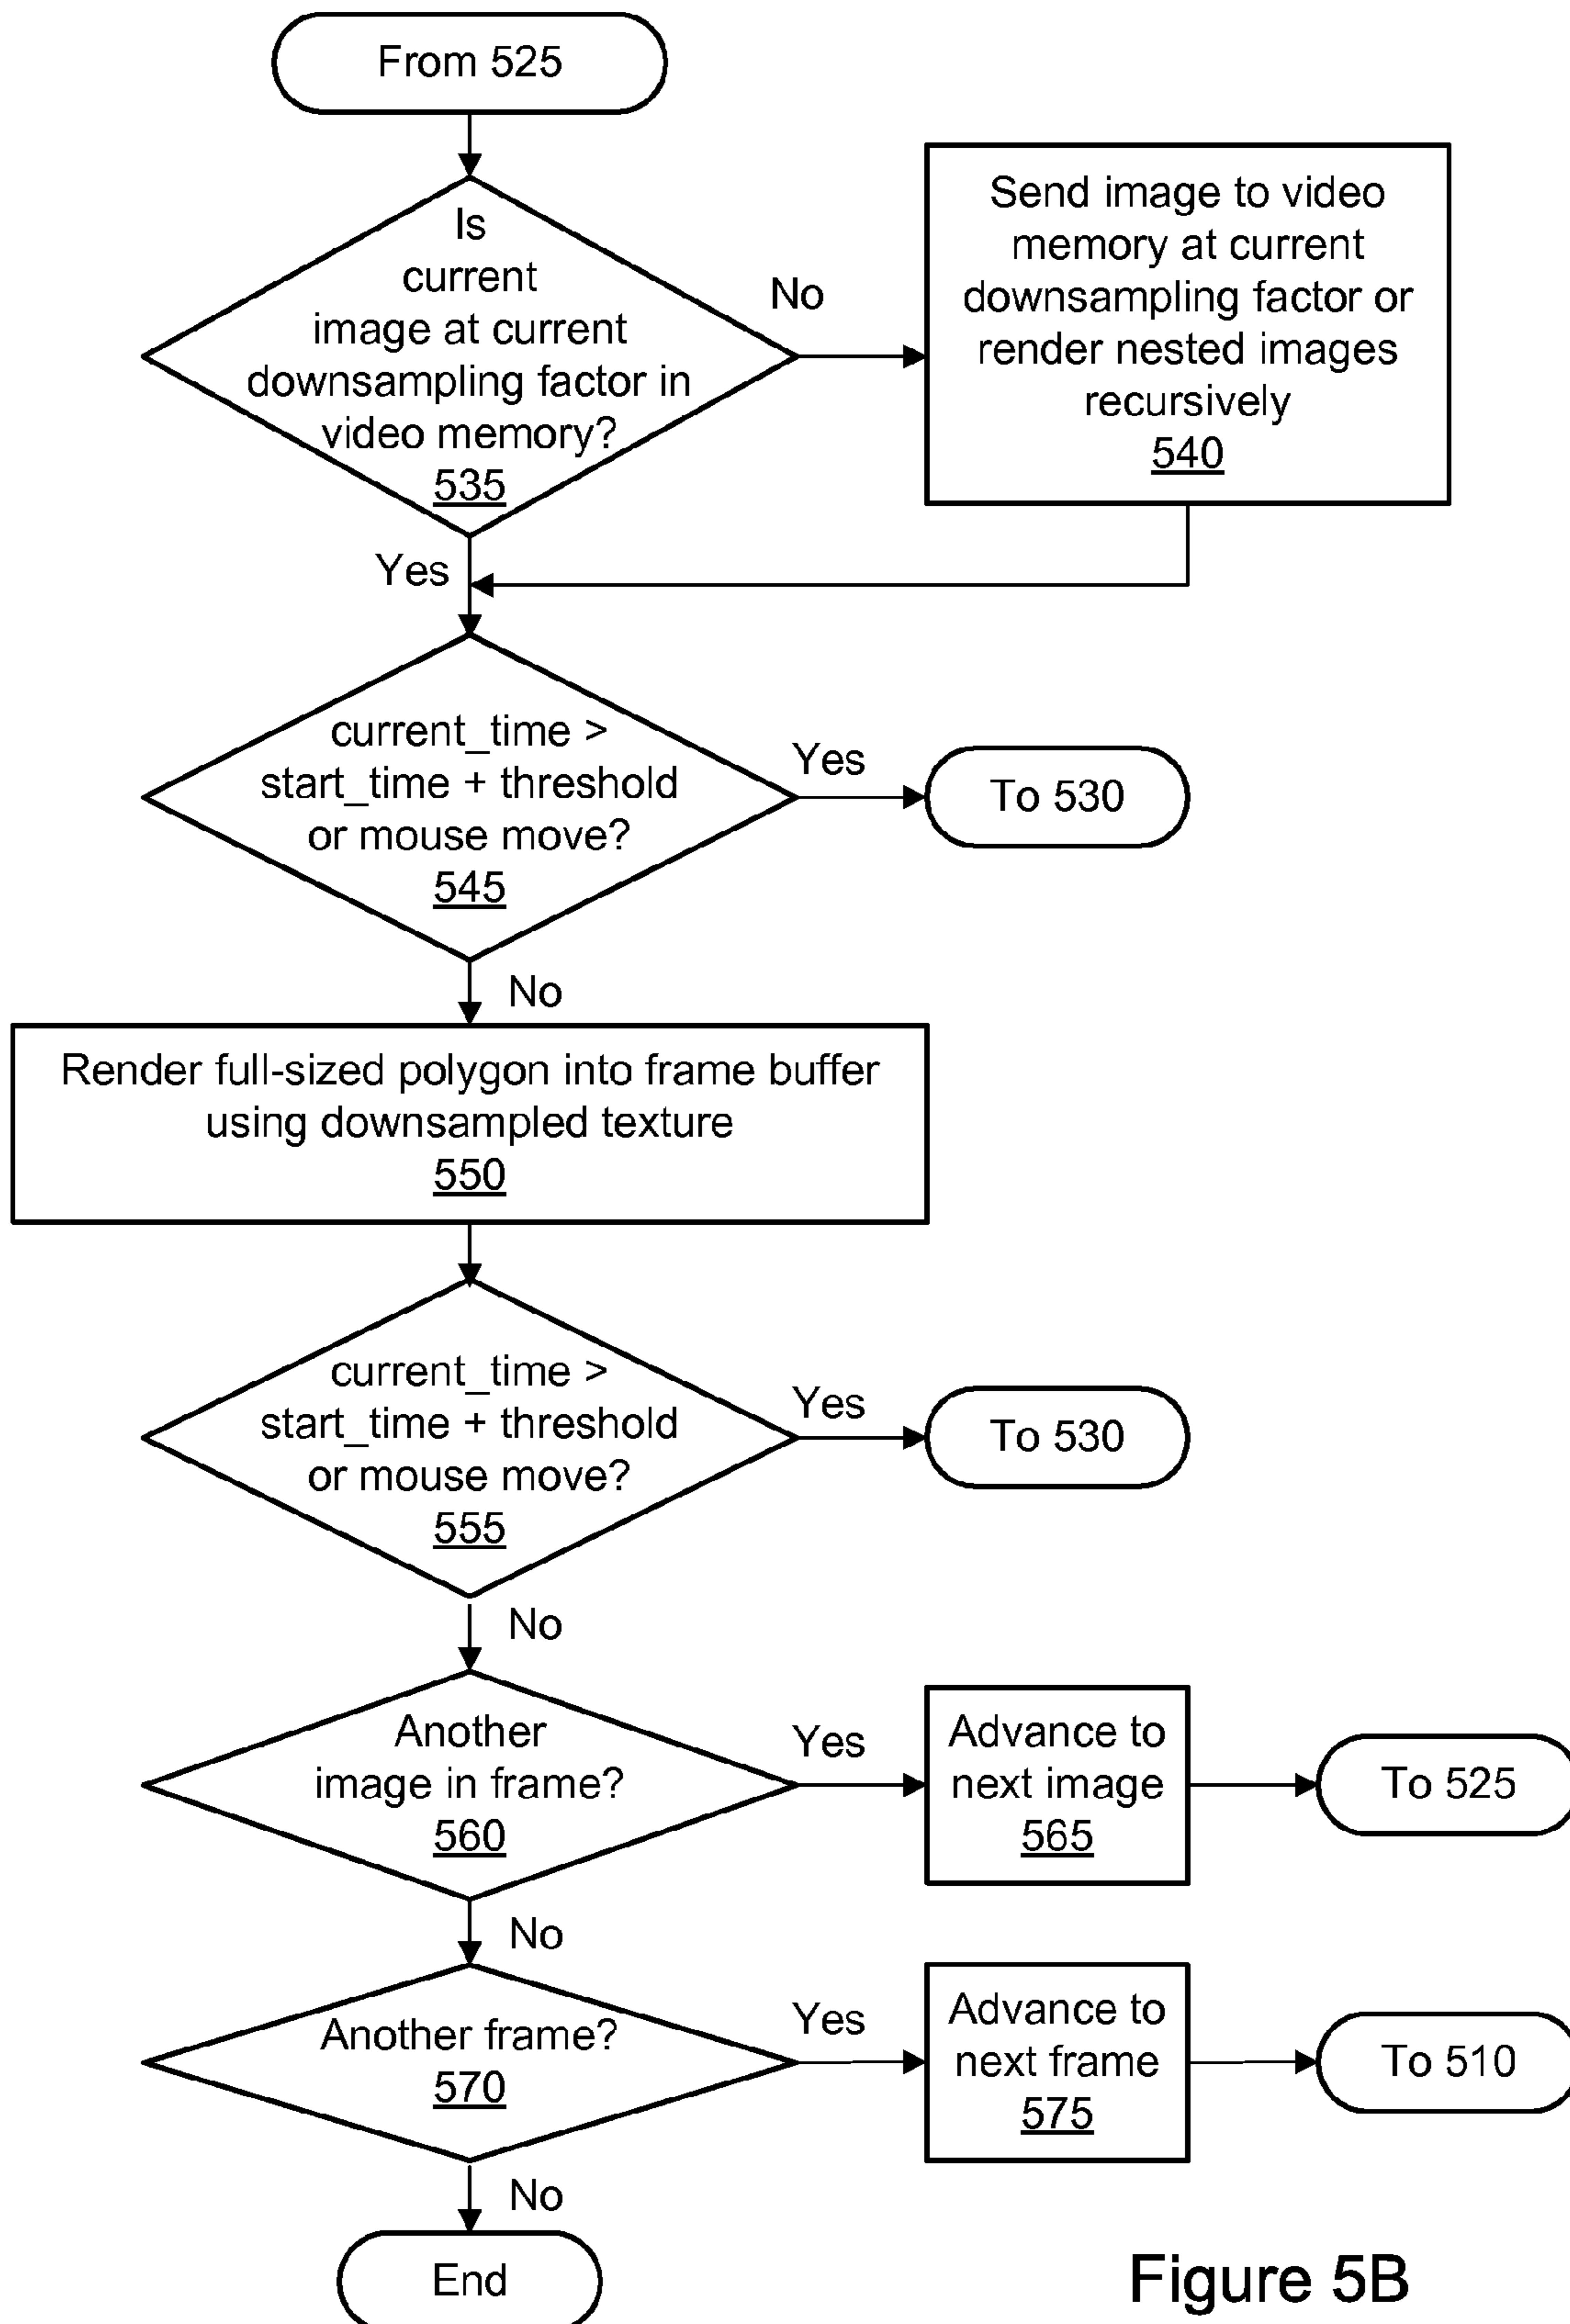 From 525
Is
current
image at current
downsampling factor in
video memory?
535
No
Send image to video
memory at current
downsampling factor or
render nested images
recursively
540
Yes
current_time >
start_time + threshold
or mouse move?
545
Yes
To 530
No
Render full-sized polygon into frame buffer
using downsampled texture
550
current_time >
start_time + threshold
or mouse move?
555
Yes
To 530
No
Another
image in frame?
560
Yes
Advance to
next image
565
To 525
No
Another frame?
570
Yes
Advance to
next frame
575
To 510
No
End
Figure 5B